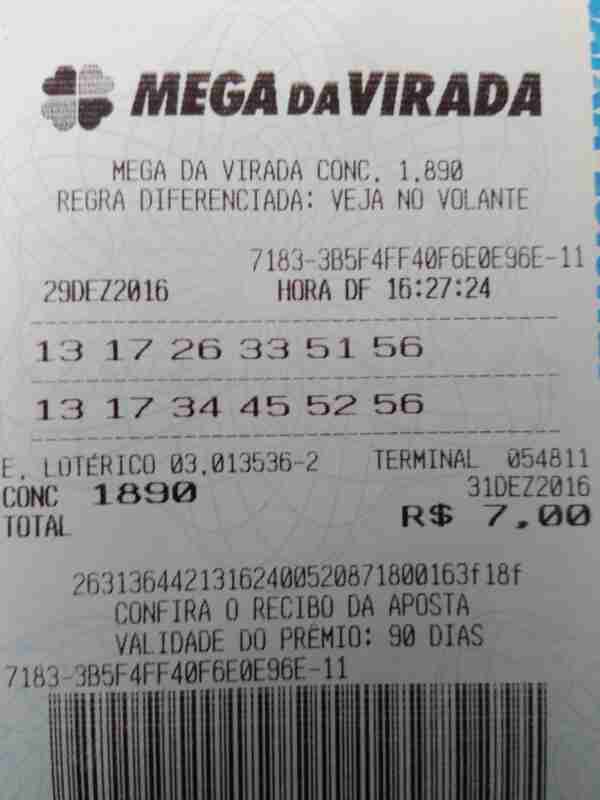 MEGA DA VIRADA
MEGA DA VIRADA CONC. 1.890
REGRA DIFERENCIADA: VEJA NO VOLANTE
7183-3B5F4FF40F6E0E96E-11
29DEZ2016 HORA DF 16:27:24
13 17 26 33 51 56
13 17 34 45 52 56
E. LOTÉRICO 03.013536-2 TERMINAL 054811
CONC 1890 31DEZ2016
TOTAL R$ 7,00
26313644213162400520871800163f18f
CONFIRA O RECIBO DA APOSTA
VALIDADE DO PRÊMIO: 90 DIAS
7183-3B5F4FF40F6E0E96E-11